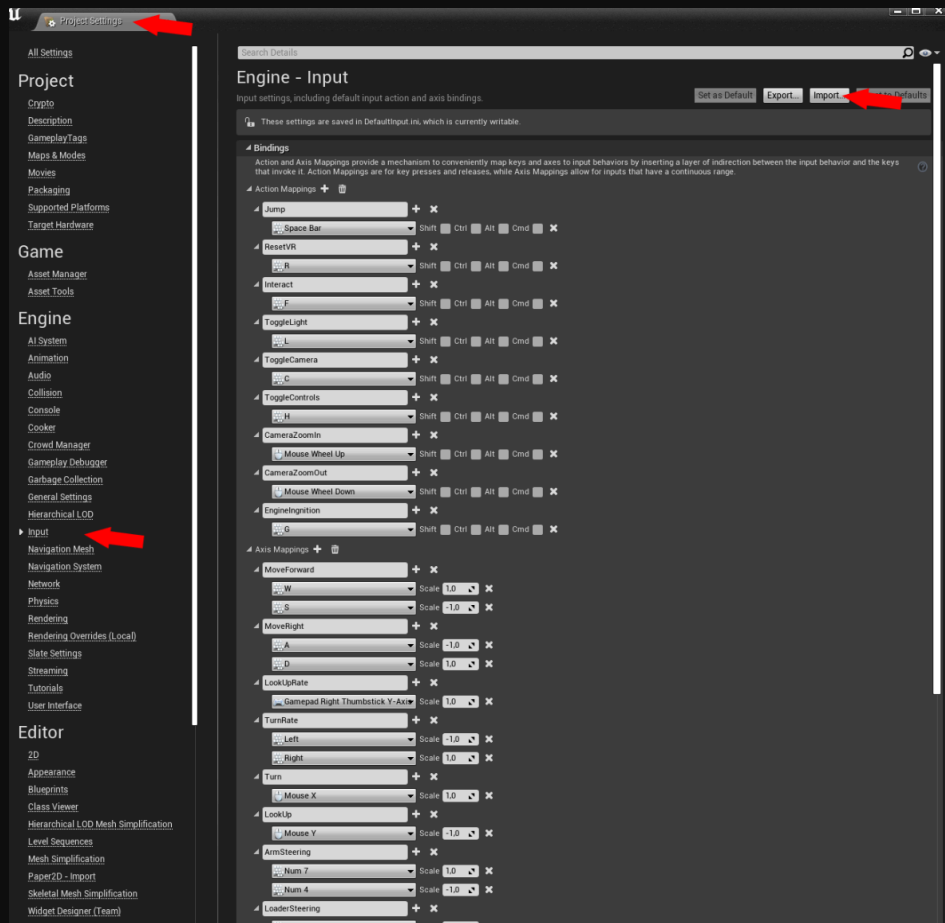 Project Settings
All Settings
Project
Crypto
Description
GameplayTags
Maps & Modes
Movies
Packaging
Supported Platforms
Target Hardware
Game
Asset Manager
Asset Tools
Engine
AI System
Animation
Audio
Collision
Console
Cooker
Crowd Manager
Gameplay Debugger
Garbage Collection
General Settings
Hierarchical LOD
Input
Navigation Mesh
Navigation System
Network
Physics
Rendering
Rendering Overrides (Local)
Slate Settings
Streaming
Tutorials
User Interface
Editor
2D
Appearance
Blueprints
Class Viewer
Hierarchical LOD Mesh Simplification
Level Sequences
Mesh Simplification
Paper2D - Import
Skeletal Mesh Simplification
Widget Designer (Team)
Search Details
Engine - Input
Input settings, including default input action and axis bindings.
Set as Default Export... Import... to Defaults
These settings are saved in DefaultInput.ini, which is currently writable.
Bindings
Action and Axis Mappings provide a mechanism to conveniently map keys and axes to input behaviors by inserting a layer of indirection between the input behavior and the keys
that invoke it. Action Mappings are for key presses and releases, while Axis Mappings allow for inputs that have a continuous range.
Action Mappings
Jump
Space Bar Shift Ctrl Alt Cmd
ResetVR
R Shift Ctrl Alt Cmd
Interact
F Shift Ctrl Alt Cmd
ToggleLight
L Shift Ctrl Alt Cmd
ToggleCamera
C Shift Ctrl Alt Cmd
ToggleControls
H Shift Ctrl Alt Cmd
CameraZoomIn
Mouse Wheel Up Shift Ctrl Alt Cmd
CameraZoomOut
Mouse Wheel Down Shift Ctrl Alt Cmd
EngineIngnition
G Shift Ctrl Alt Cmd
Axis Mappings
MoveForward
W Scale 1,0
S Scale -1,0
MoveRight
A Scale -1,0
D Scale 1,0
LookUpRate
Gamepad Right Thumbstick Y-Axis Scale 1,0
TurnRate
Left Scale -1,0
Right Scale 1,0
Turn
Mouse X Scale 1,0
LookUp
Mouse Y Scale -1,0
ArmSteering
Num 7 Scale 1,0
Num 4 Scale -1,0
LoaderSteering